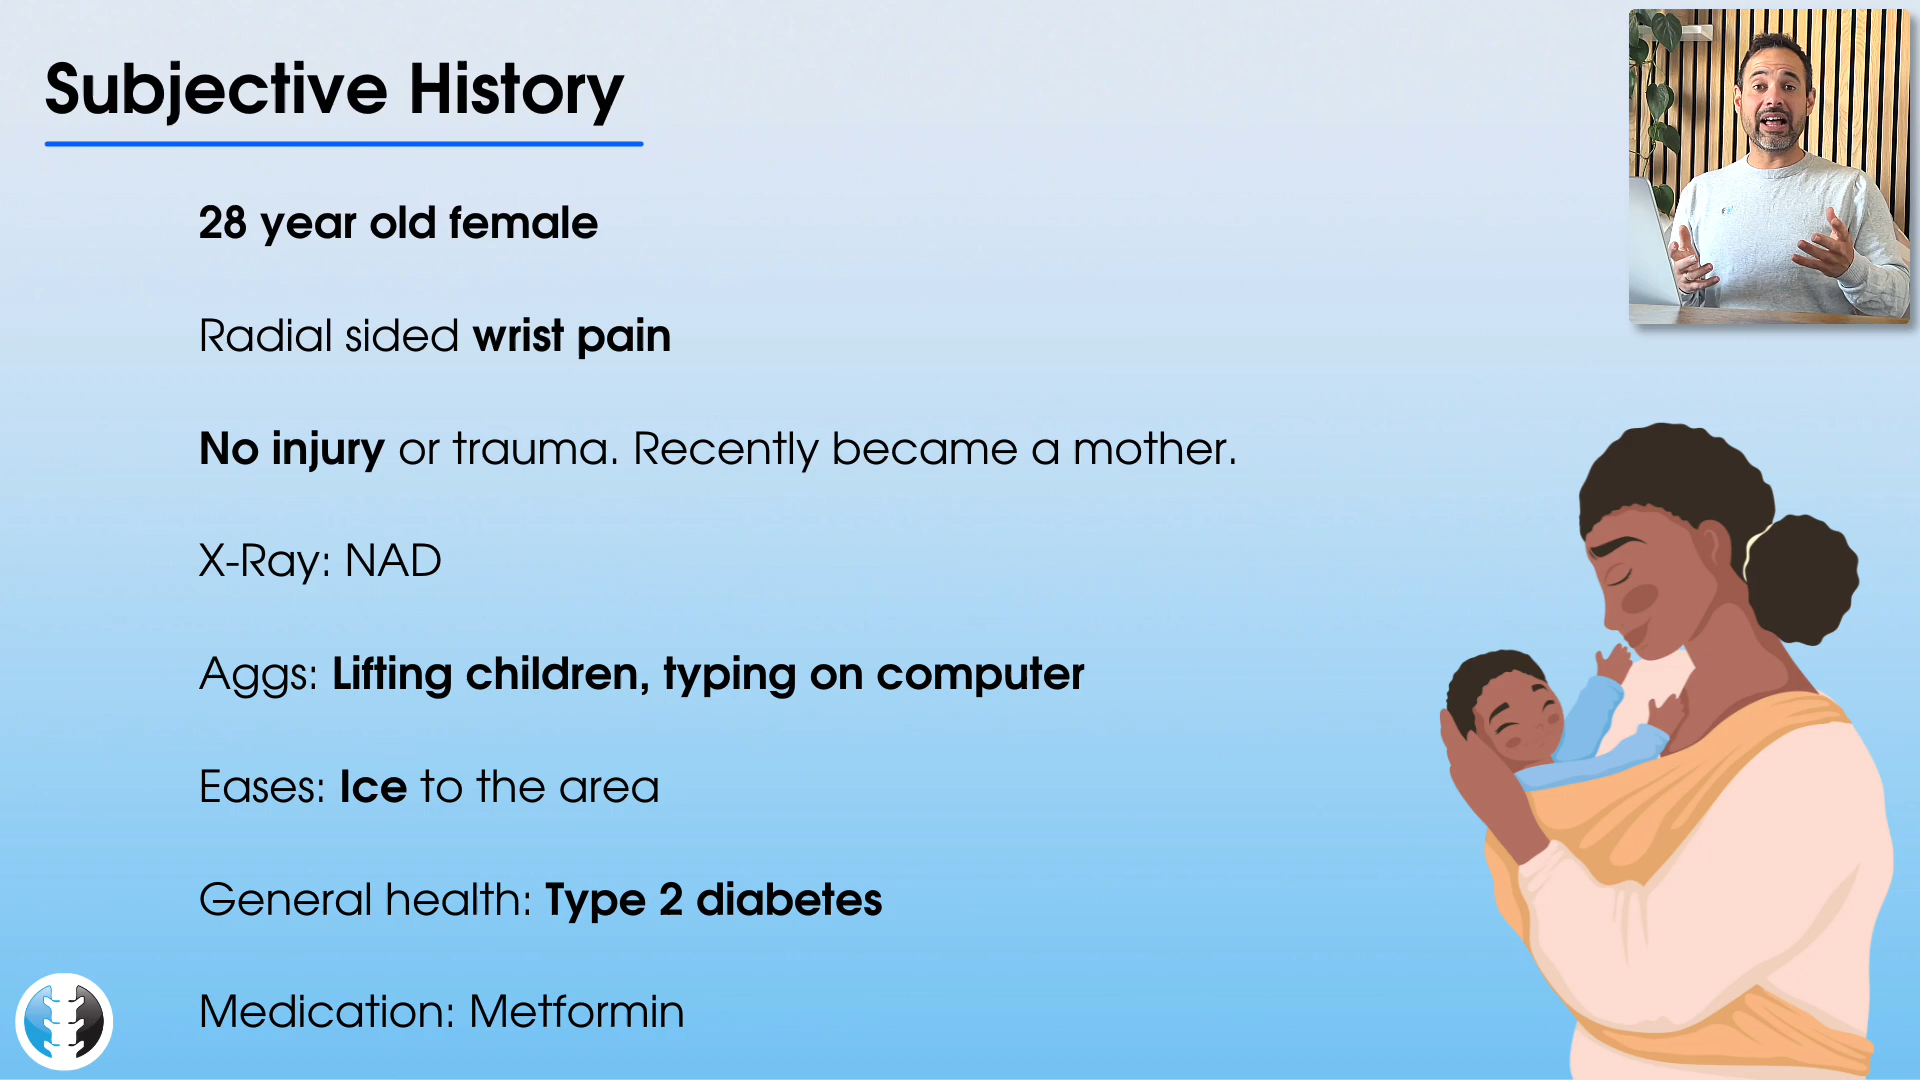 Subjective History
28 year old female
Radial sided wrist pain
No injury or trauma. Recently became a mother.
X-Ray: NAD
Aggs: Lifting children, typing on computer
Eases: Ice to the area
General health: Type 2 diabetes
Medication: Metformin